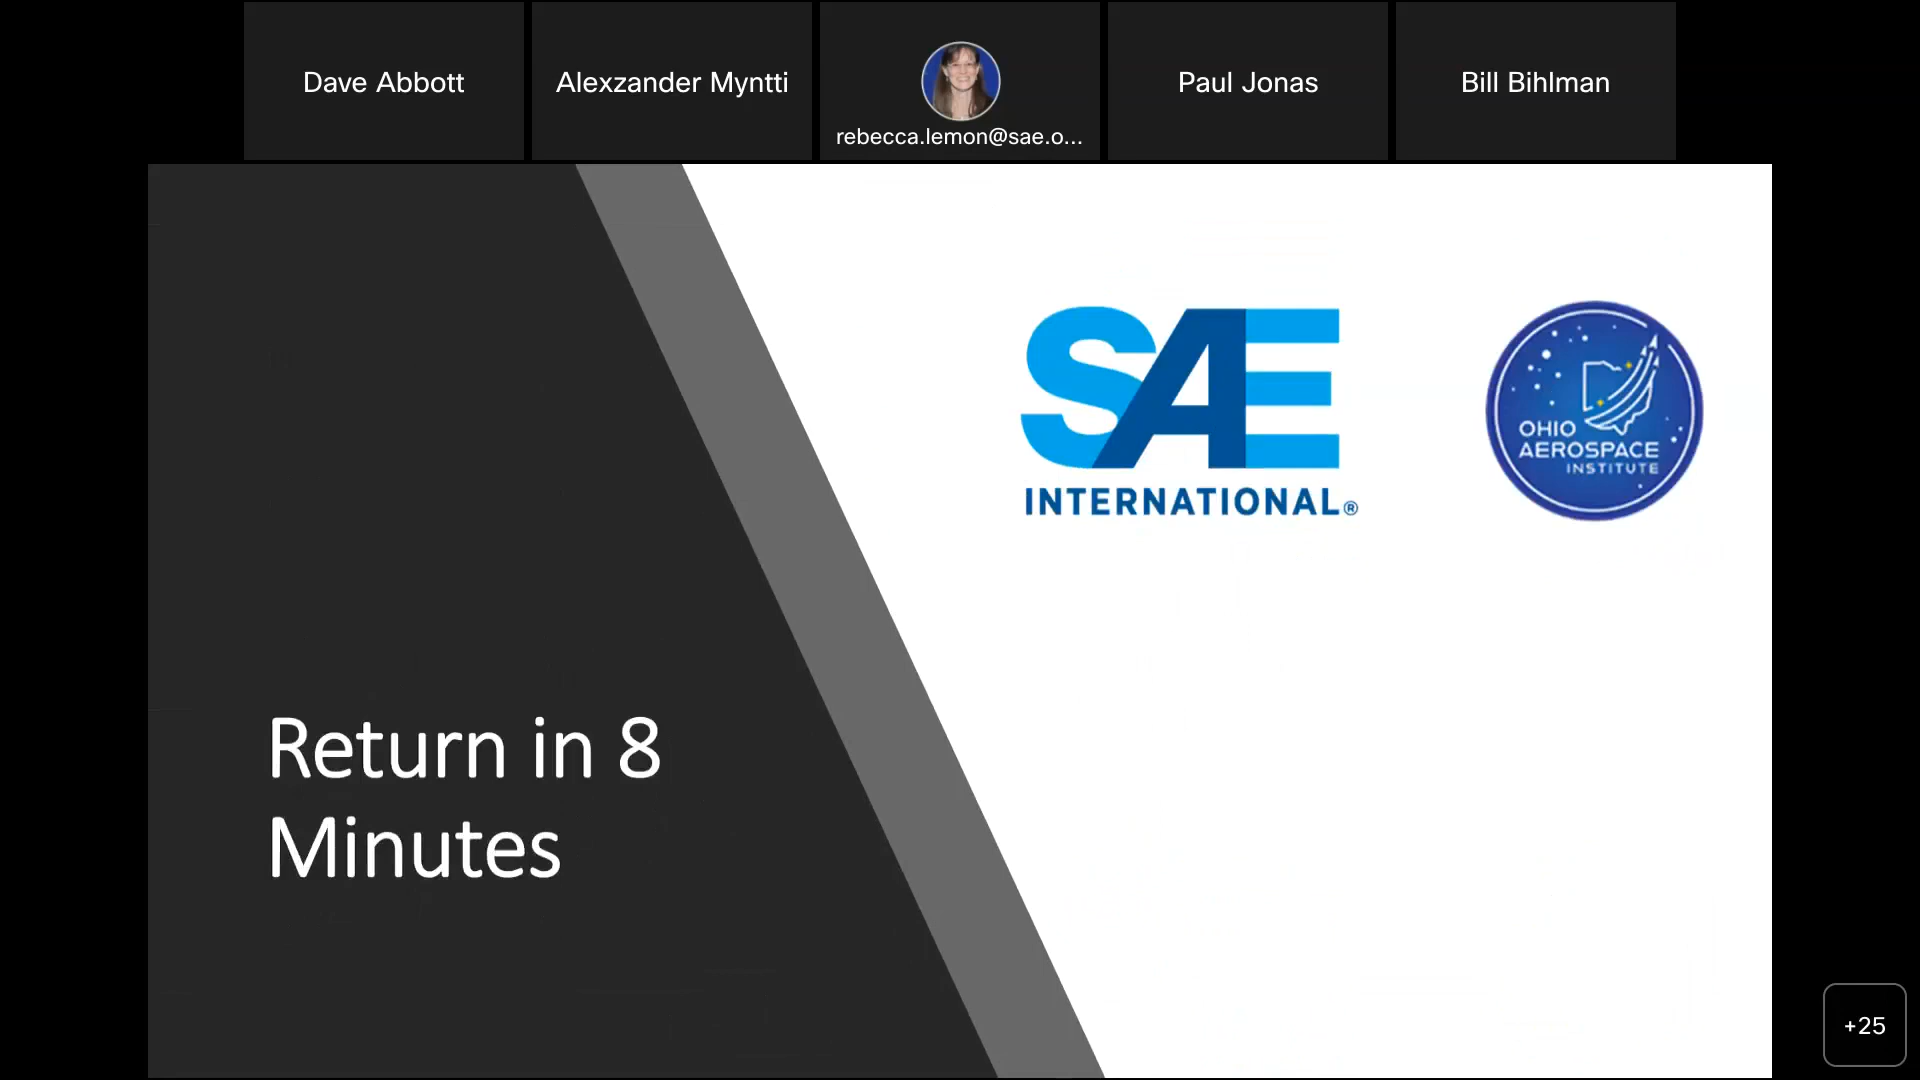 Dave Abbott
Alexzander Myntti
rebecca.lemon@sae.o...
Paul Jonas
Bill Bihlman
SAE
INTERNATIONAL®
OHIO
AEROSPACE
INSTITUTE
Return in 8
Minutes
+25